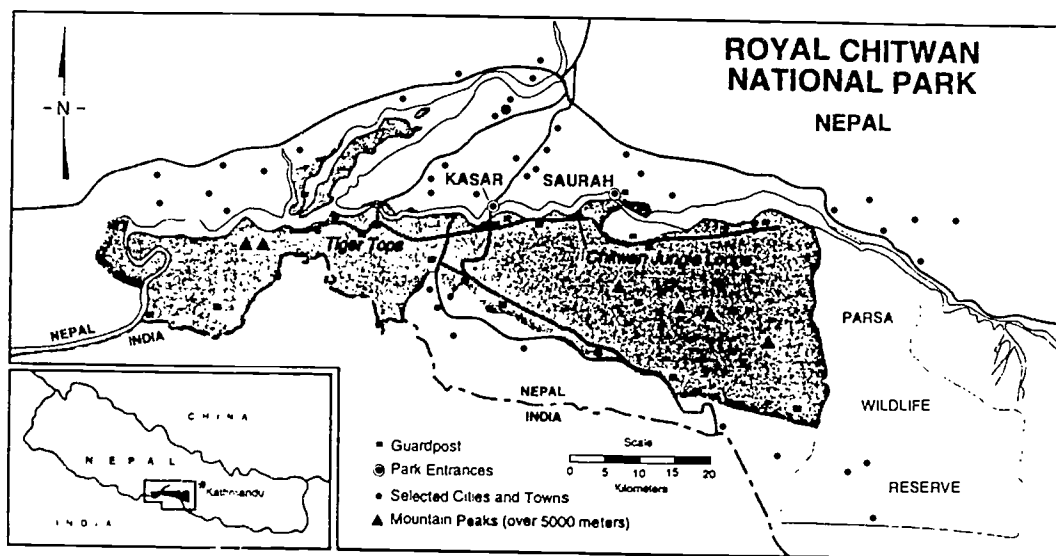 ROYAL CHITWAN
NATIONAL PARK
NEPAL
-N-
KASAR
SAURAH
Tiger Tops
Chitwan Jungle Lodge
NEPAL
INDIA
PARSA
WILDLIFE
RESERVE
NEPAL
INDIA
CHINA
NEPAL
Kathmandu
INDIA
Guardpost
Park Entrances
Selected Cities and Towns
Mountain Peaks (over 5000 meters)
Scale
0 5 10 15 20
Kilometers